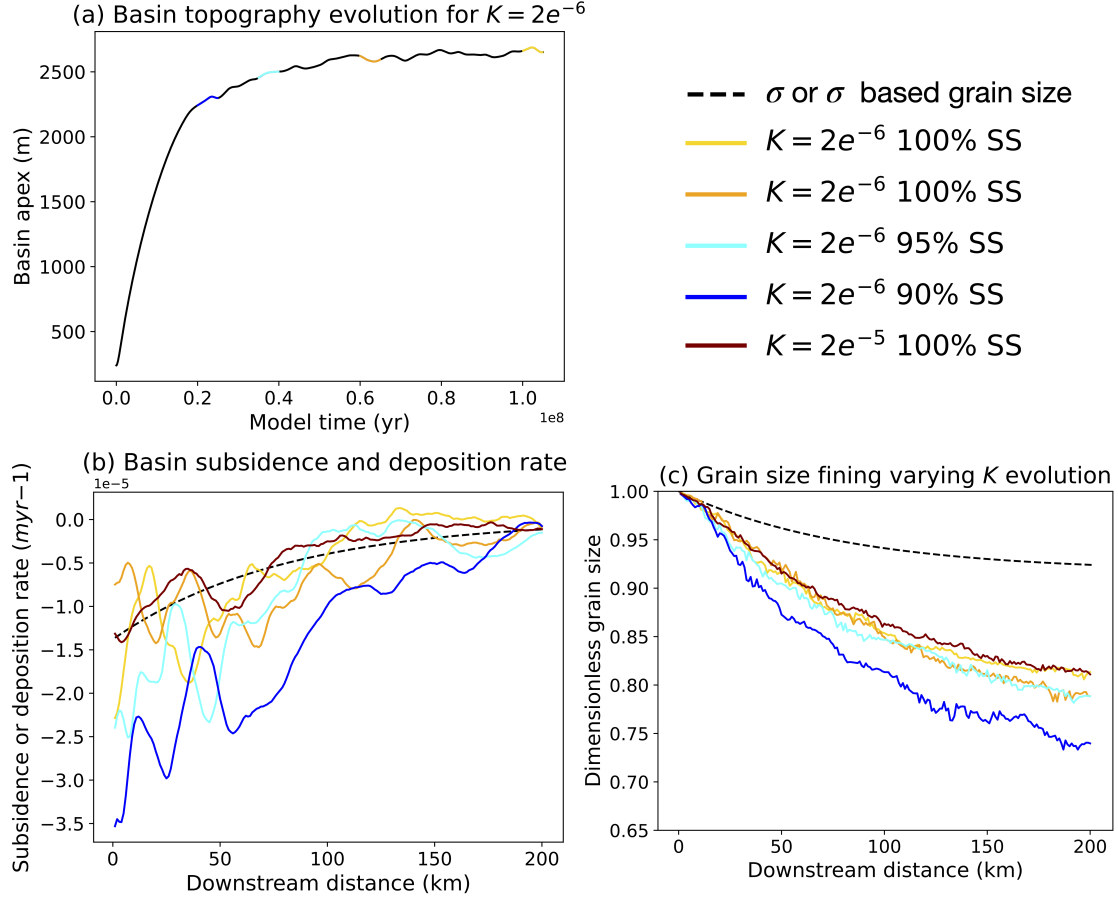 (a) Basin topography evolution for K = 2e⁻⁶
Basin apex (m)
2500
2000
1500
1000
500
0.0 0.2 0.4 0.6 0.8 1.0
1e8
Model time (yr)
σ or σ based grain size
K = 2e⁻⁶ 100% SS
K = 2e⁻⁶ 100% SS
K = 2e⁻⁶ 95% SS
K = 2e⁻⁶ 90% SS
K = 2e⁻⁵ 100% SS
(b) Basin subsidence and deposition rate
1e−5
Subsidence or deposition rate (myr−1)
0.0
−0.5
−1.0
−1.5
−2.0
−2.5
−3.0
−3.5
0 50 100 150 200
Downstream distance (km)
(c) Grain size fining varying K evolution
Dimensionless grain size
1.00
0.95
0.90
0.85
0.80
0.75
0.70
0.65
0 50 100 150 200
Downstream distance (km)